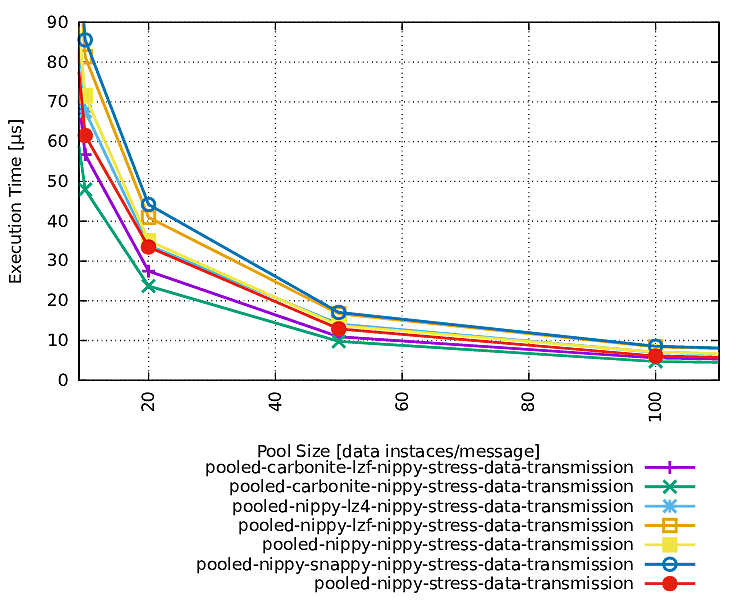 90
80
70
60
50
40
30
20
10
0
Execution Time [µs]
20
40
60
80
100
Pool Size [data instaces/message]
pooled-carbonite-lzf-nippy-stress-data-transmission
pooled-carbonite-nippy-stress-data-transmission
pooled-nippy-lz4-nippy-stress-data-transmission
pooled-nippy-lzf-nippy-stress-data-transmission
pooled-nippy-nippy-stress-data-transmission
pooled-nippy-snappy-nippy-stress-data-transmission
pooled-nippy-stress-data-transmission